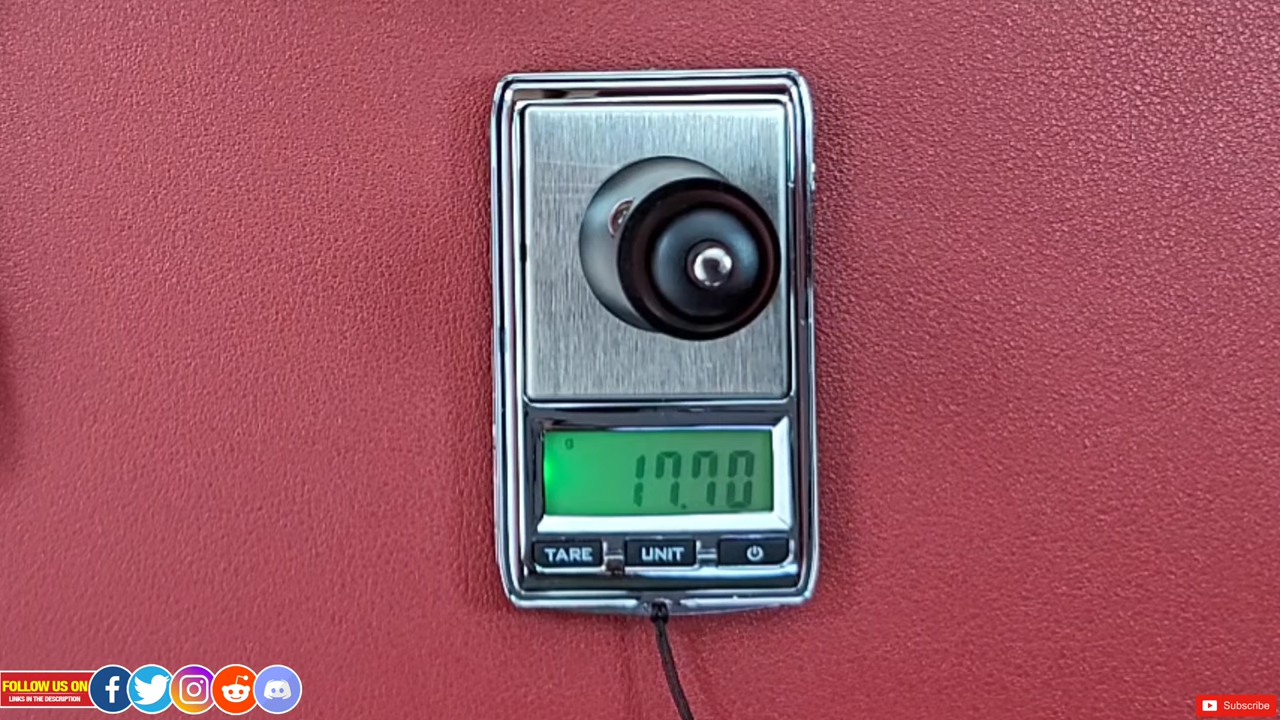 g
17.70
TARE UNIT
FOLLOW US ON
LINKS IN THE DESCRIPTION
Subscribe